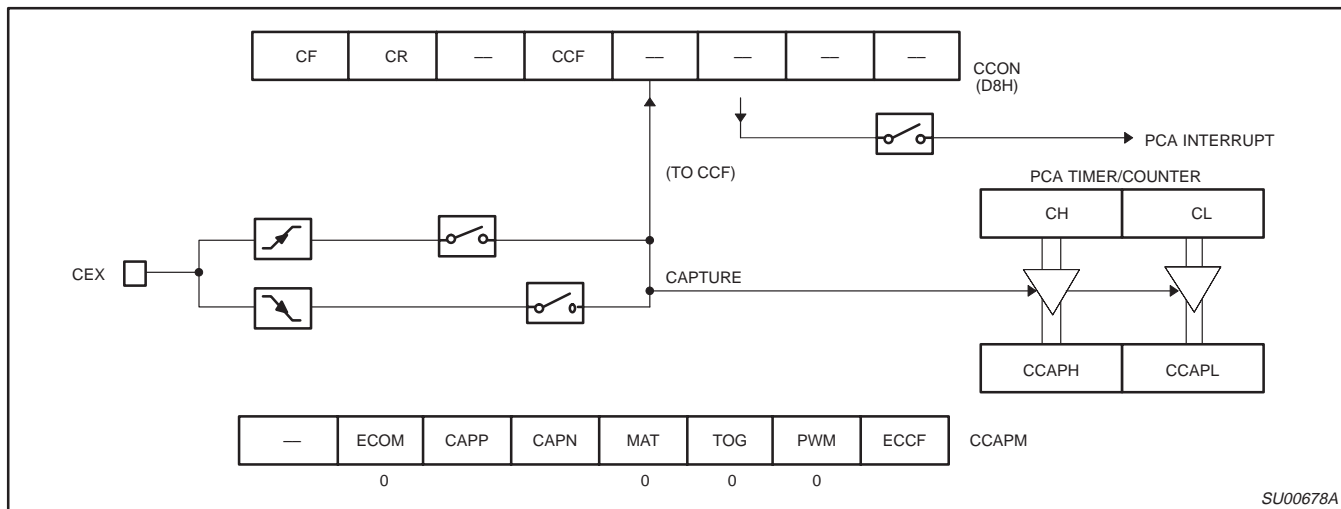 CF CR — CCF — — — —
CCON
(D8H)
PCA INTERRUPT
(TO CCF)
PCA TIMER/COUNTER
CH CL
CEX
CAPTURE
CCAPH CCAPL
— ECOM CAPP CAPN MAT TOG PWM ECCF CCAPM
0 0 0 0
SU00678A